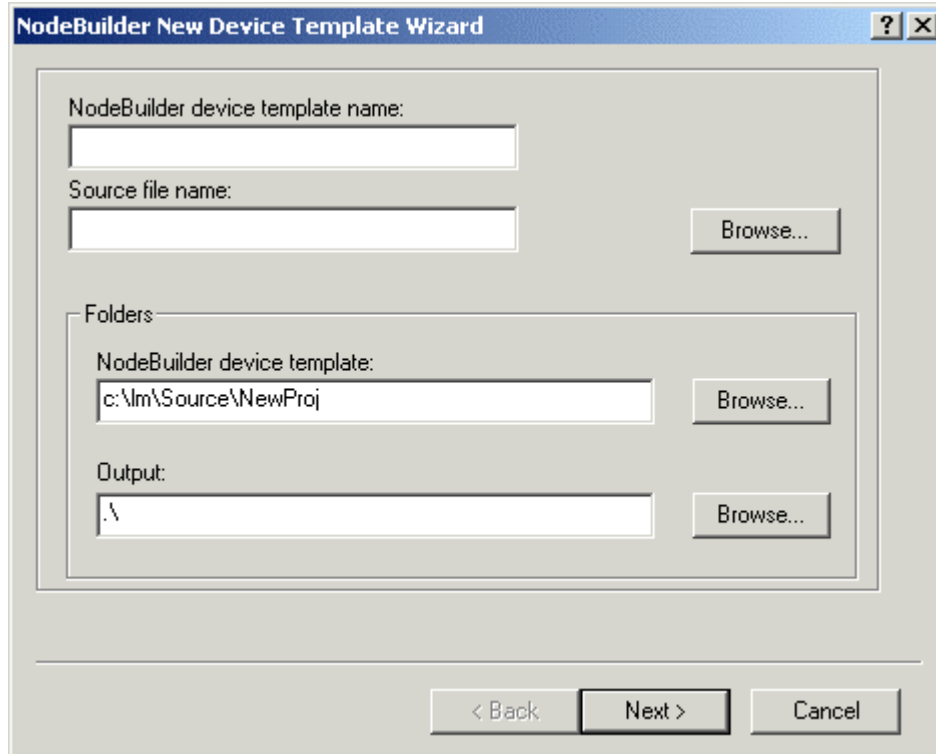 NodeBuilder New Device Template Wizard
NodeBuilder device template name:
Source file name:
Browse...
Folders
NodeBuilder device template:
c:\lm\Source\NewProj
Browse...
Output:
.\
Browse...
< Back
Next >
Cancel